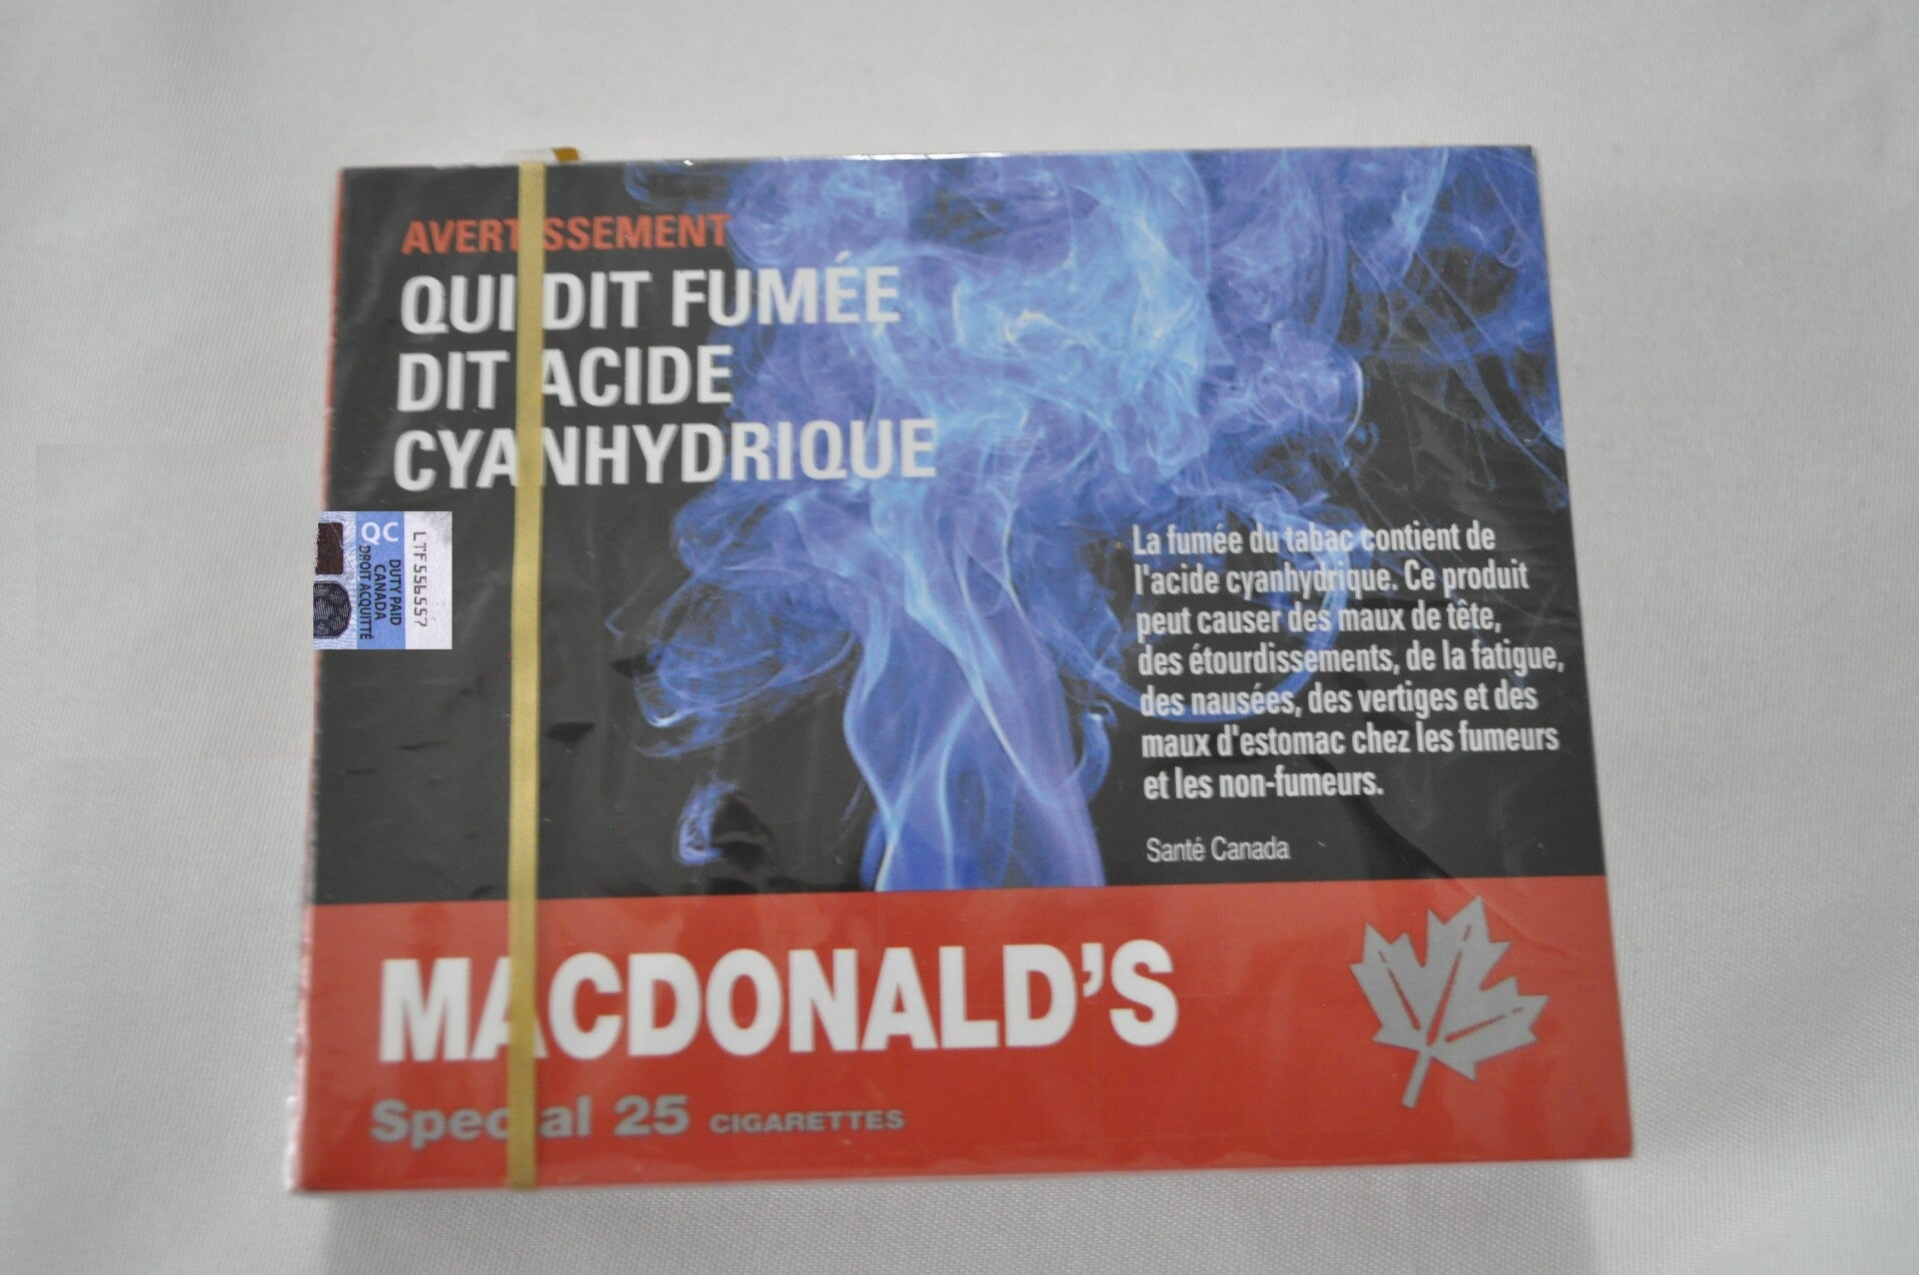 AVERTISSEMENT
QUI DIT FUMÉE
DIT ACIDE
CYANHYDRIQUE
La fumée du tabac contient de
l'acide cyanhydrique. Ce produit
peut causer des maux de tête,
des étourdissements, de la fatigue,
des nausées, des vertiges et des
maux d'estomac chez les fumeurs
et les non-fumeurs.
Santé Canada
QC
DUTY PAID
CANADA
DROIT ACQUITTÉ
LTF556557
MACDONALD'S
Special 25 CIGARETTES